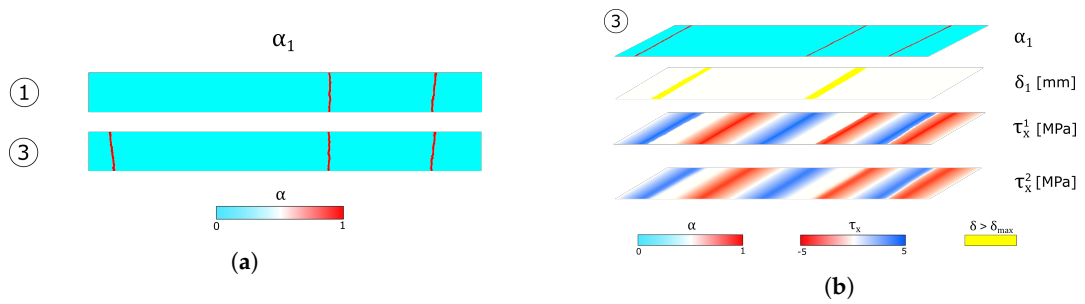 α₁
①
③
α
0 1
(a)
③
α₁
δ₁ [mm]
τₓ¹ [MPa]
τₓ² [MPa]
α
0 1
τₓ
-5 5
δ > δₘₐₓ
(b)